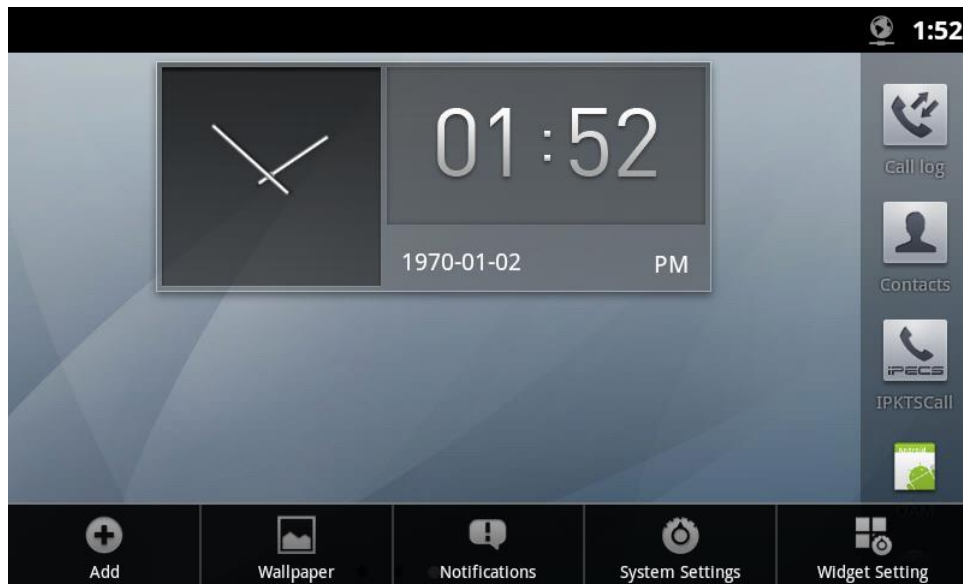 1:52
01:52
1970-01-02 PM
Call log
Contacts
iPECS
IPKTSCall
Add
Wallpaper
Notifications
System Settings
Widget Setting